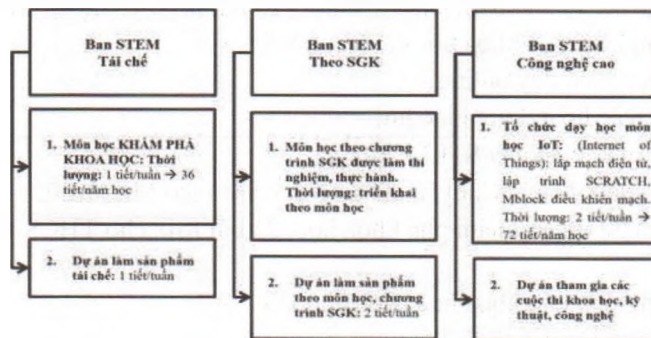 Ban STEM
Tái chế
1. Môn học KHÁM PHÁ
KHOA HỌC: Thời
lượng: 1 tiết/tuần → 36
tiết/năm học
2. Dự án làm sản phẩm
tái chế: 1 tiết/tuần
Ban STEM
Theo SGK
1. Môn học theo chương
trình SGK được làm thí
nghiệm, thực hành.
Thời lượng: triển khai
theo môn học
2. Dự án làm sản phẩm
theo môn học, chương
trình SGK: 2 tiết/tuần
Ban STEM
Công nghệ cao
1. Tổ chức dạy học môn
học IoT: (Internet of
Things): lắp mạch điện tử,
lập trình SCRATCH,
Mblock điều khiển mạch.
Thời lượng: 2 tiết/tuần →
72 tiết/năm học
2. Dự án tham gia các
cuộc thi khoa học, kỹ
thuật, công nghệ